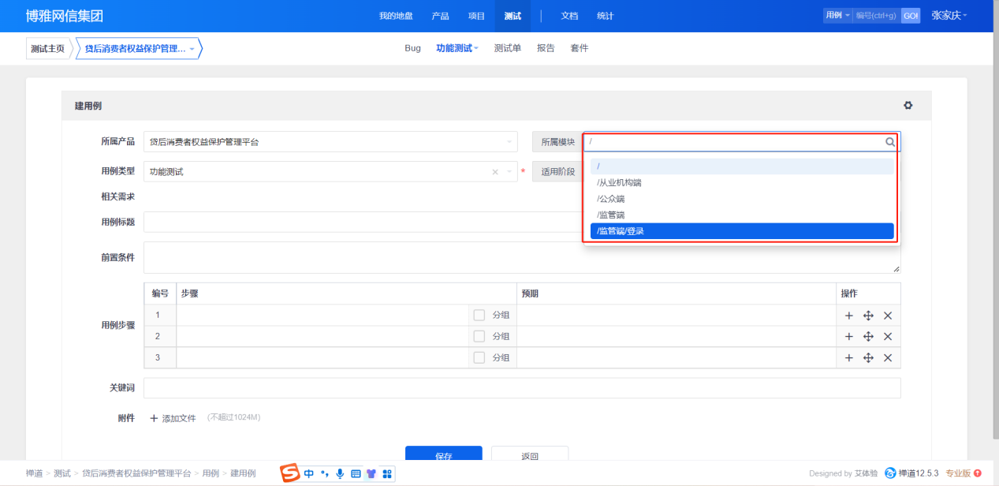 博雅网信集团 我的地盘 产品 项目 测试 文档 统计 用例 编号(ctrl+g) GO! 张家庆
测试主页 贷后消费者权益保护管理... Bug 功能测试 测试单 报告 套件
建用例
所属产品 贷后消费者权益保护管理平台 所属模块 /
/
用例类型 功能测试 * 适用阶段
/从业机构端
相关需求
/公众端
/监管端
用例标题
/监管端/登录
前置条件
编号 步骤 预期 操作
用例步骤
1 分组
2 分组
3 分组
关键词
附件 添加文件 (不超过1024M)
保存 返回
禅道 > 测试 > 贷后消费者权益保护管理平台 > 用例 > 建用例 S 中 Designed by 艾体验 禅道12.5.3 专业版